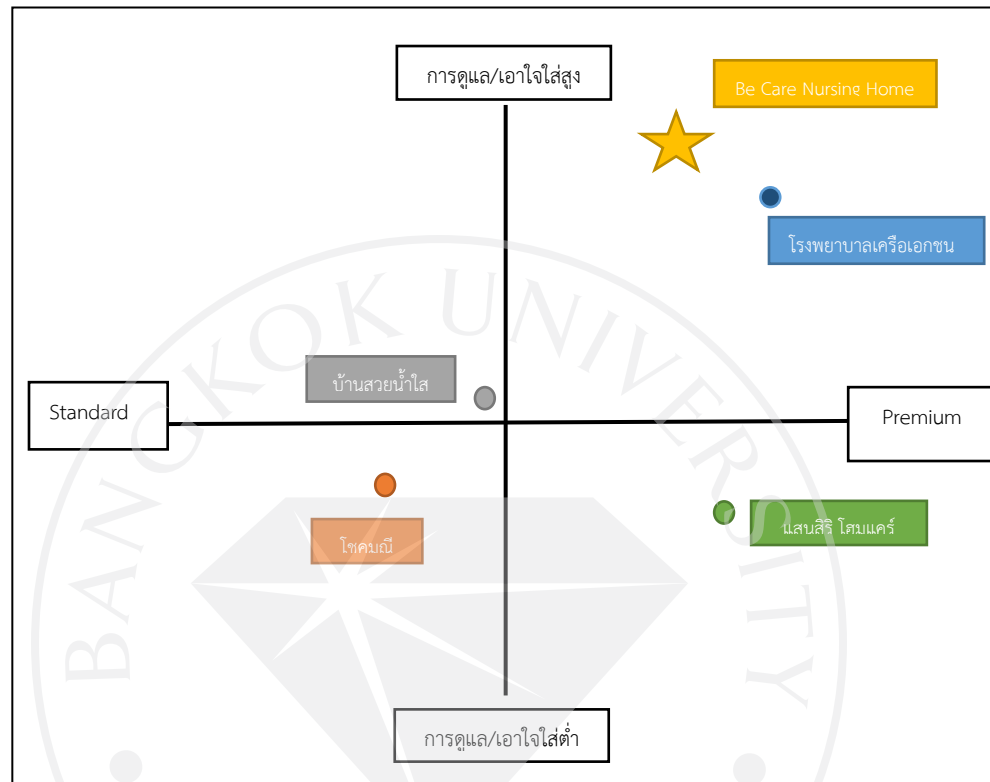 การดูแล/เอาใจใส่สูง
Be Care Nursing Home
โรงพยาบาลเครือเอกชน
บ้านสวยน้ำใส
Standard
Premium
โชคมณี
แสนสิริ โฮมแคร์
การดูแล/เอาใจใส่ต่ำ
BANGKOK UNIVERSITY